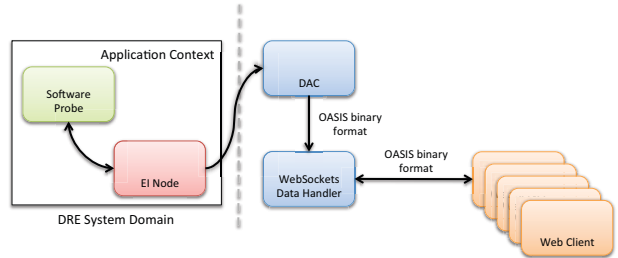 Application Context
Software
Probe
EI Node
DRE System Domain
DAC
OASIS binary
format
WebSockets
Data Handler
OASIS binary
format
Web Client